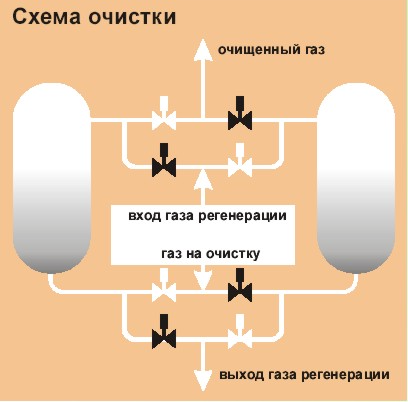 Схема очистки
очищенный газ
вход газа регенерации
газ на очистку
выход газа регенерации